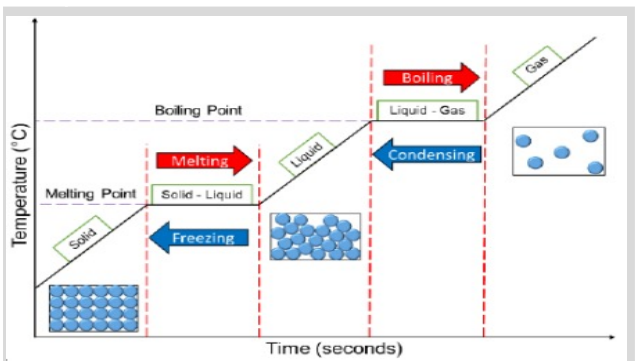 Temperature (°C)
Boiling Point
Melting Point
Solid
Melting
Solid - Liquid
Freezing
Liquid
Boiling
Liquid - Gas
Condensing
Gas
Time (seconds)